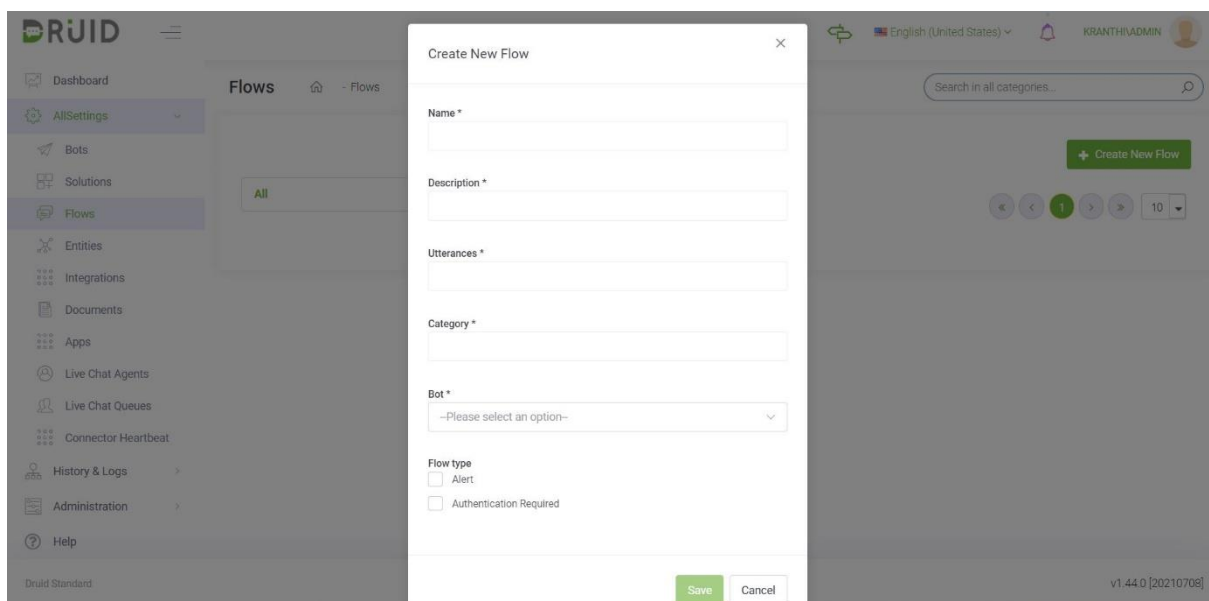 DRUID
English (United States)
KRANTHI\ADMIN
Dashboard
AllSettings
Bots
Solutions
Flows
Entities
Integrations
Documents
Apps
Live Chat Agents
Live Chat Queues
Connector Heartbeat
History & Logs
Administration
Help
Druid Standard
Flows
- Flows
Search in all categories...
+ Create New Flow
All
« < 1 > » 10
Create New Flow
×
Name *
Description *
Utterances *
Category *
Bot *
--Please select an option--
Flow type
Alert
Authentication Required
Save Cancel
v1.44.0 [20210708]